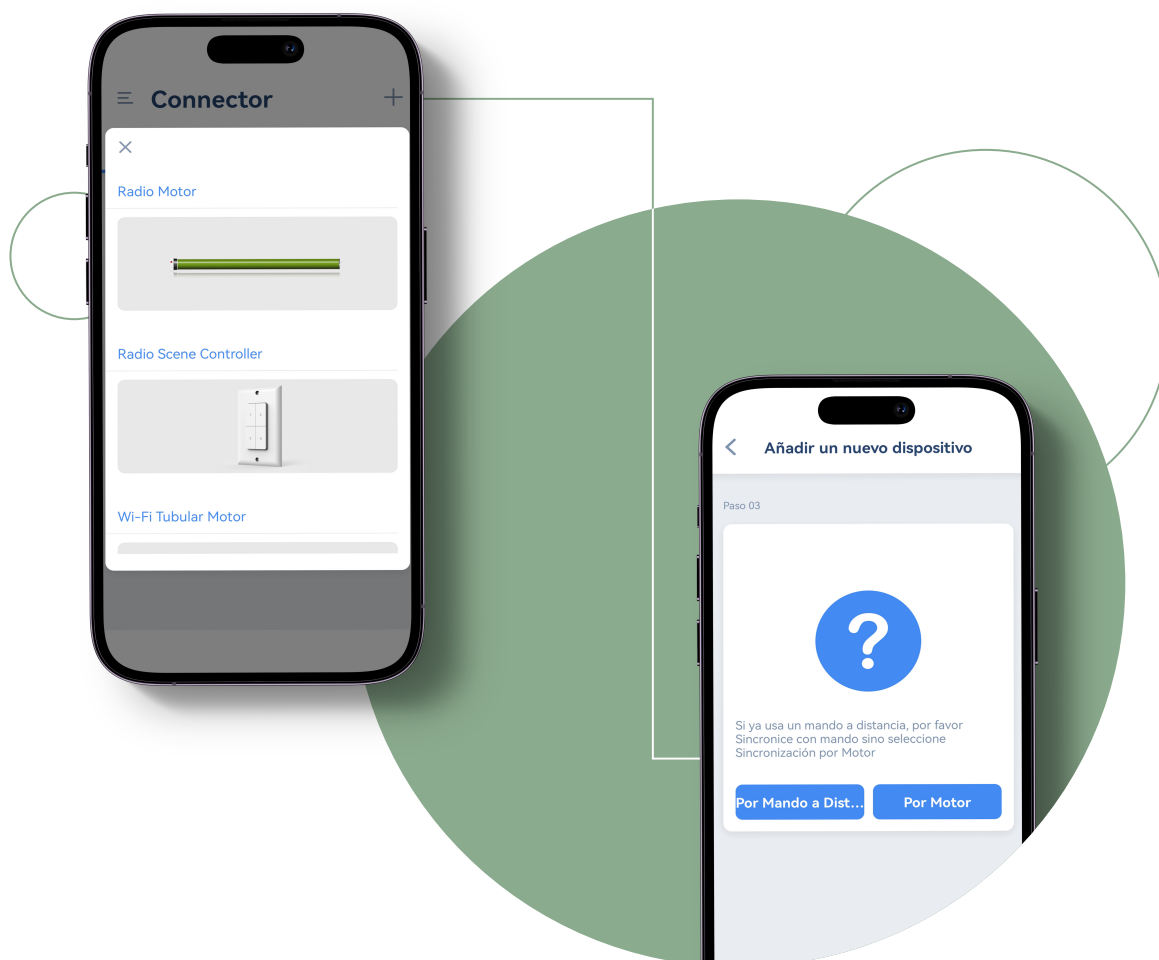 Connector
Radio Motor
Radio Scene Controller
Wi-Fi Tubular Motor
Añadir un nuevo dispositivo
Paso 03
Si ya usa un mando a distancia, por favor
Sincronice con mando sino seleccione
Sincronización por Motor
Por Mando a Dist...
Por Motor